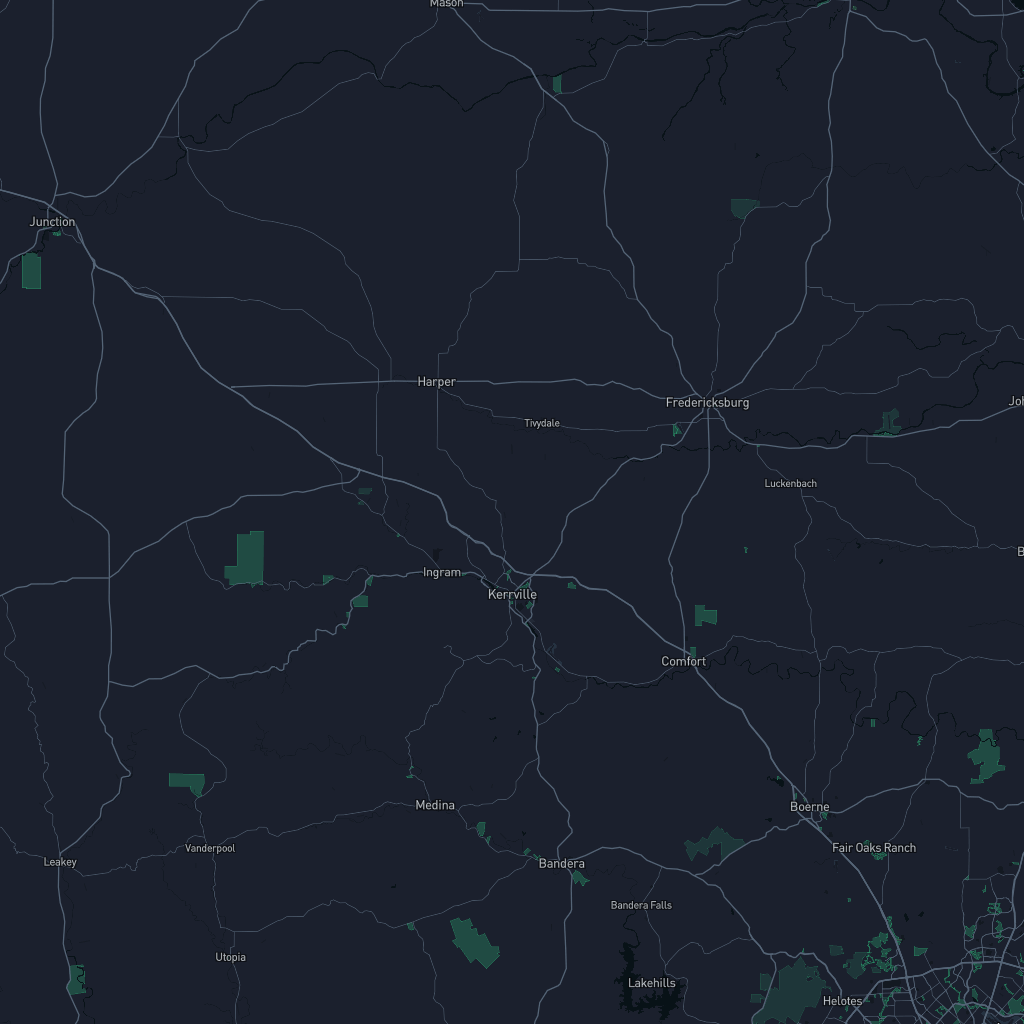 Mason
Junction
Harper
Fredericksburg
Joh
Tivydale
Luckenbach
B
Ingram
Kerrville
Comfort
Medina
Boerne
Vanderpool
Fair Oaks Ranch
Leakey
Bandera
Bandera Falls
Utopia
Lakehills
Helotes